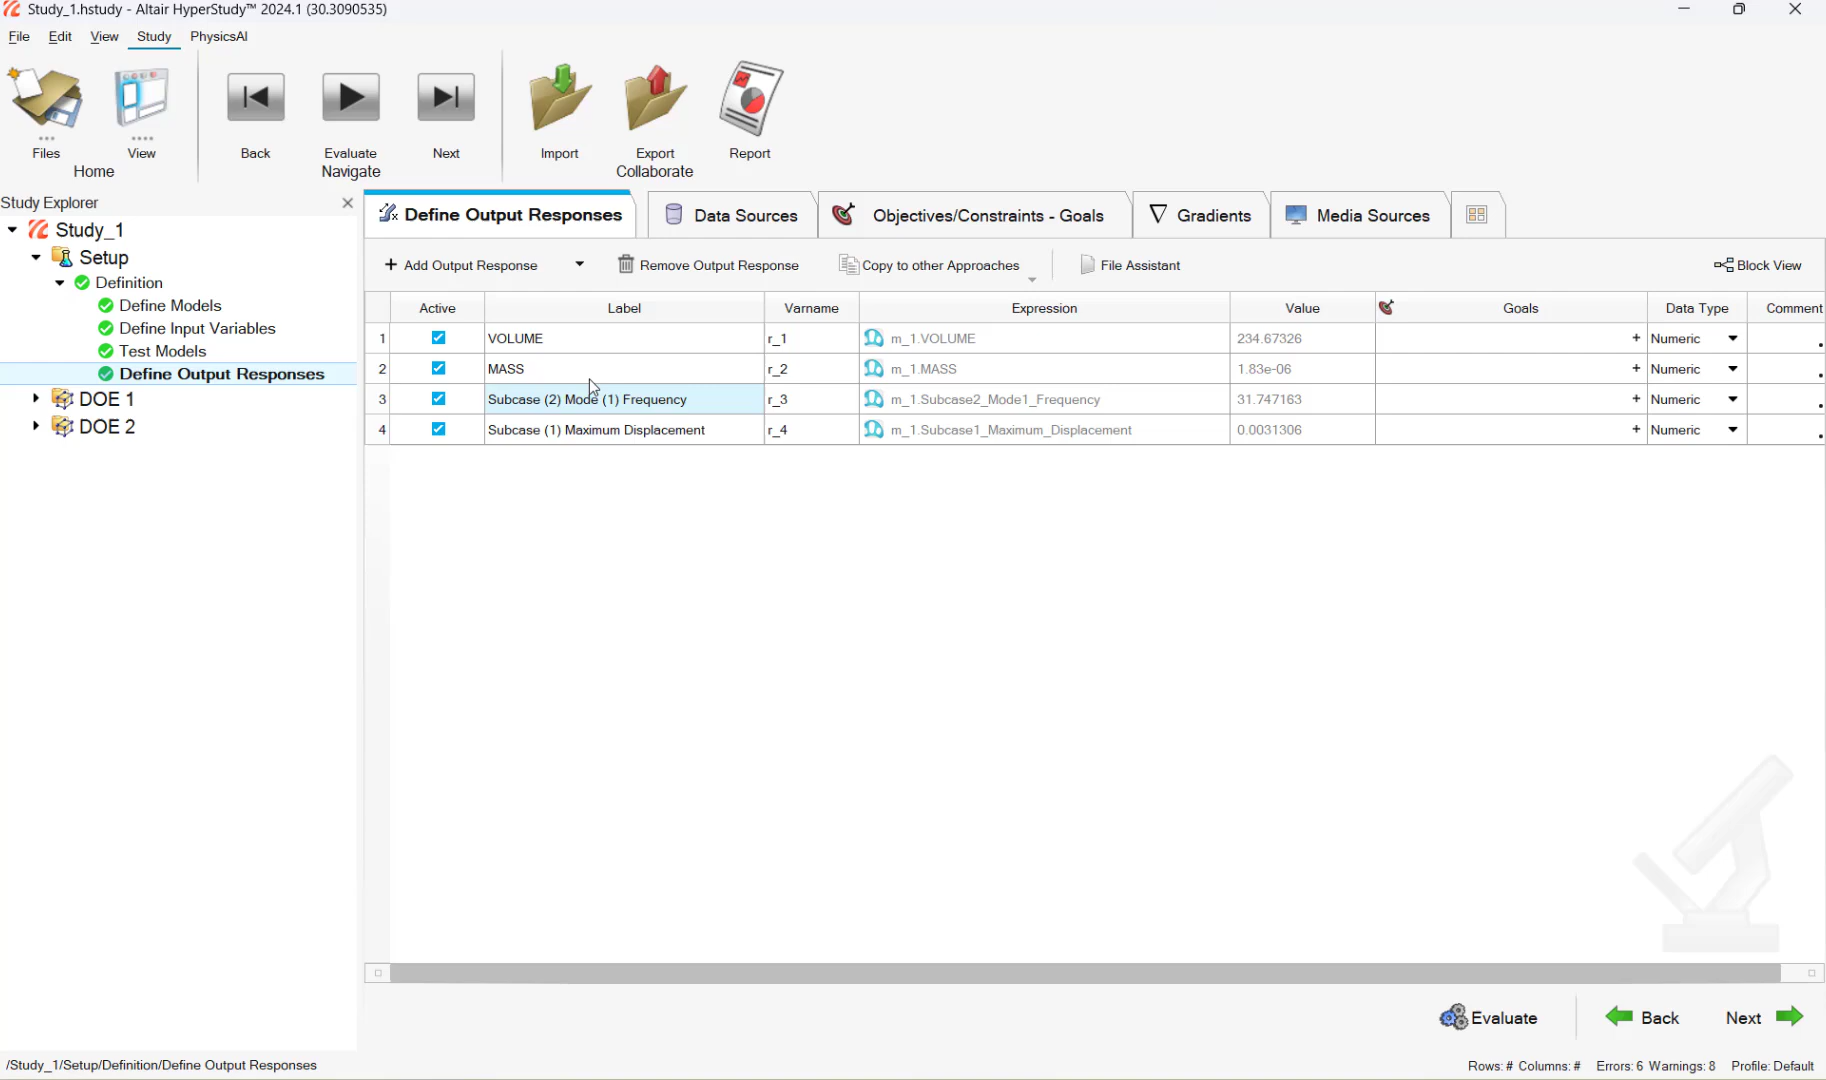 Study_1.hstudy - Altair HyperStudy™ 2024.1 (30.3090535)
File Edit View Study PhysicsAI
Files View Back Evaluate Next Import Export Report
Home Navigate Collaborate
Study Explorer
Study_1
Setup
Definition
Define Models
Define Input Variables
Test Models
Define Output Responses
DOE 1
DOE 2
Define Output Responses Data Sources Objectives/Constraints - Goals Gradients Media Sources
+ Add Output Response Remove Output Response Copy to other Approaches File Assistant Block View
Active Label Varname Expression Value Goals Data Type Comment
1 VOLUME r_1 m_1.VOLUME 234.67326 + Numeric
2 MASS r_2 m_1.MASS 1.83e-06 + Numeric
3 Subcase (2) Mode (1) Frequency r_3 m_1.Subcase2_Mode1_Frequency 31.747163 + Numeric
4 Subcase (1) Maximum Displacement r_4 m_1.Subcase1_Maximum_Displacement 0.0031306 + Numeric
Evaluate Back Next
/Study_1/Setup/Definition/Define Output Responses Rows: # Columns: # Errors: 6 Warnings: 8 Profile: Default